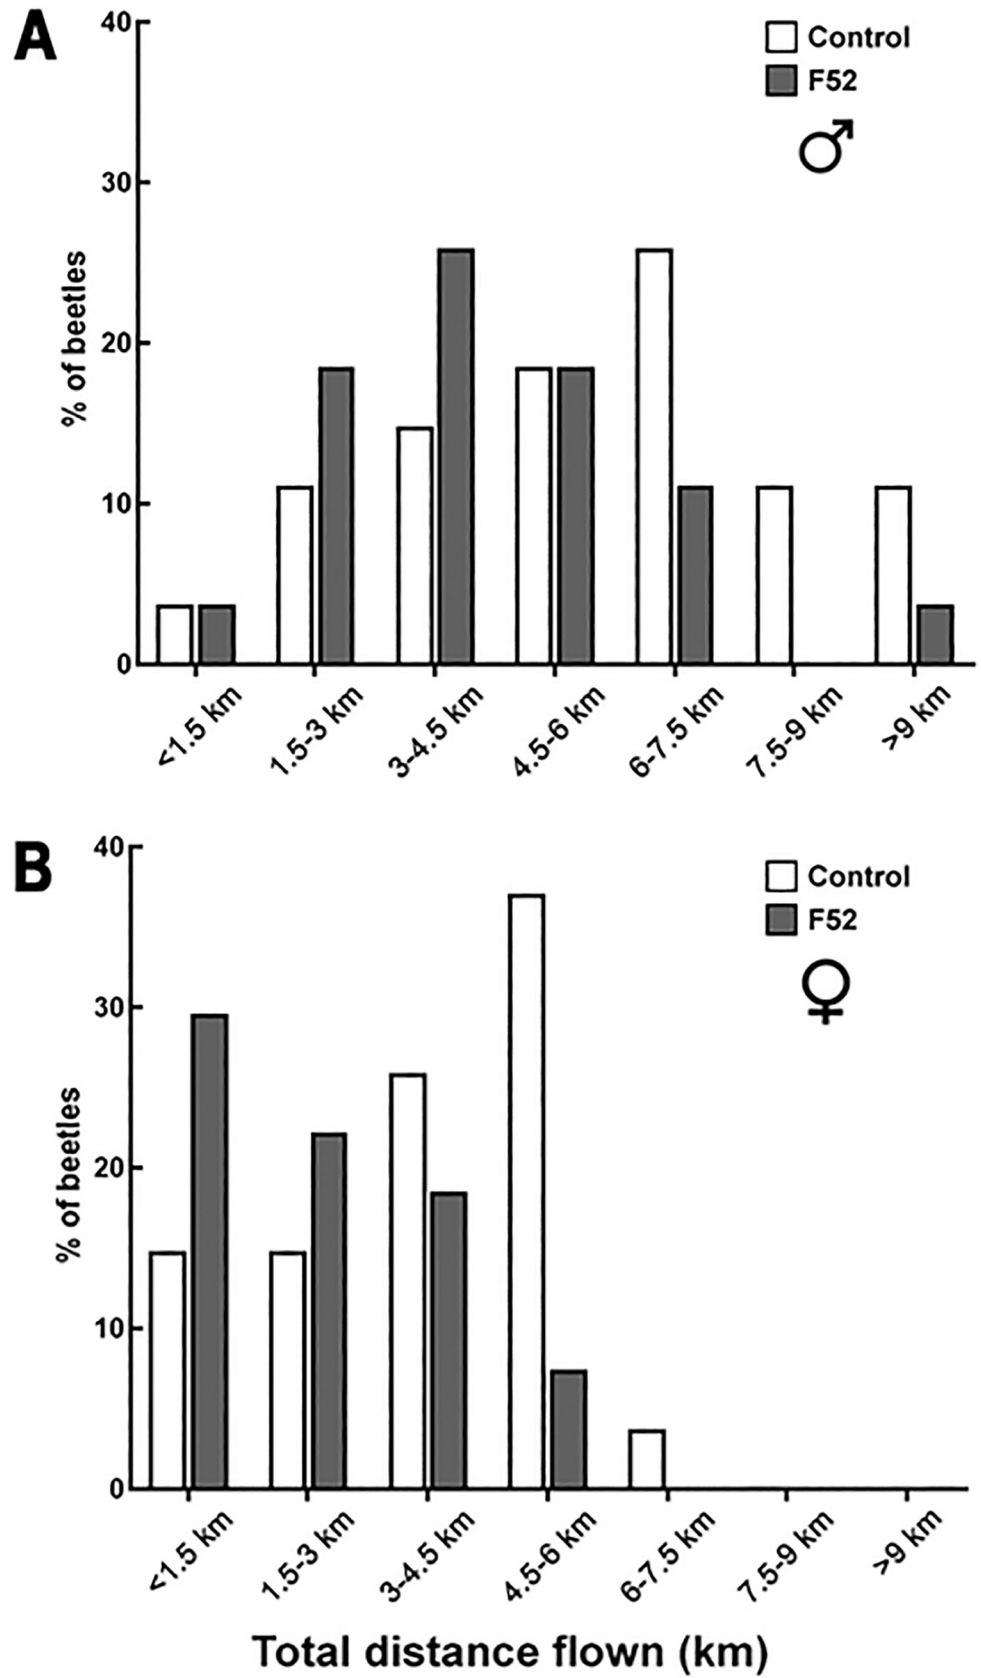 A
40
30
20
10
0
% of beetles
Control
F52
♂
<1.5 km
1.5-3 km
3-4.5 km
4.5-6 km
6-7.5 km
7.5-9 km
>9 km
B
40
30
20
10
0
% of beetles
Control
F52
♀
<1.5 km
1.5-3 km
3-4.5 km
4.5-6 km
6-7.5 km
7.5-9 km
>9 km
Total distance flown (km)